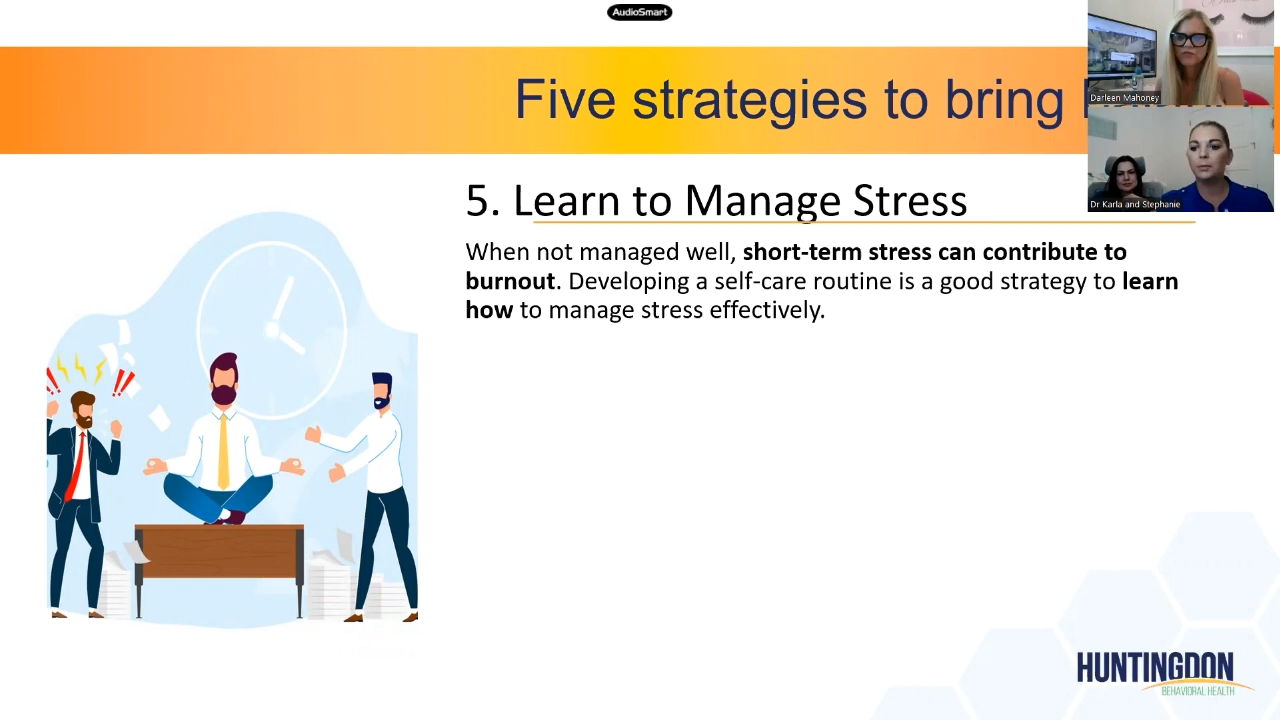 AudioSmart
Five strategies to bring
Darleen Mahoney
5. Learn to Manage Stress
Dr Karla and Stephanie
When not managed well, short-term stress can contribute to
burnout. Developing a self-care routine is a good strategy to learn
how to manage stress effectively.
HUNTINGDON
BEHAVIORAL HEALTH